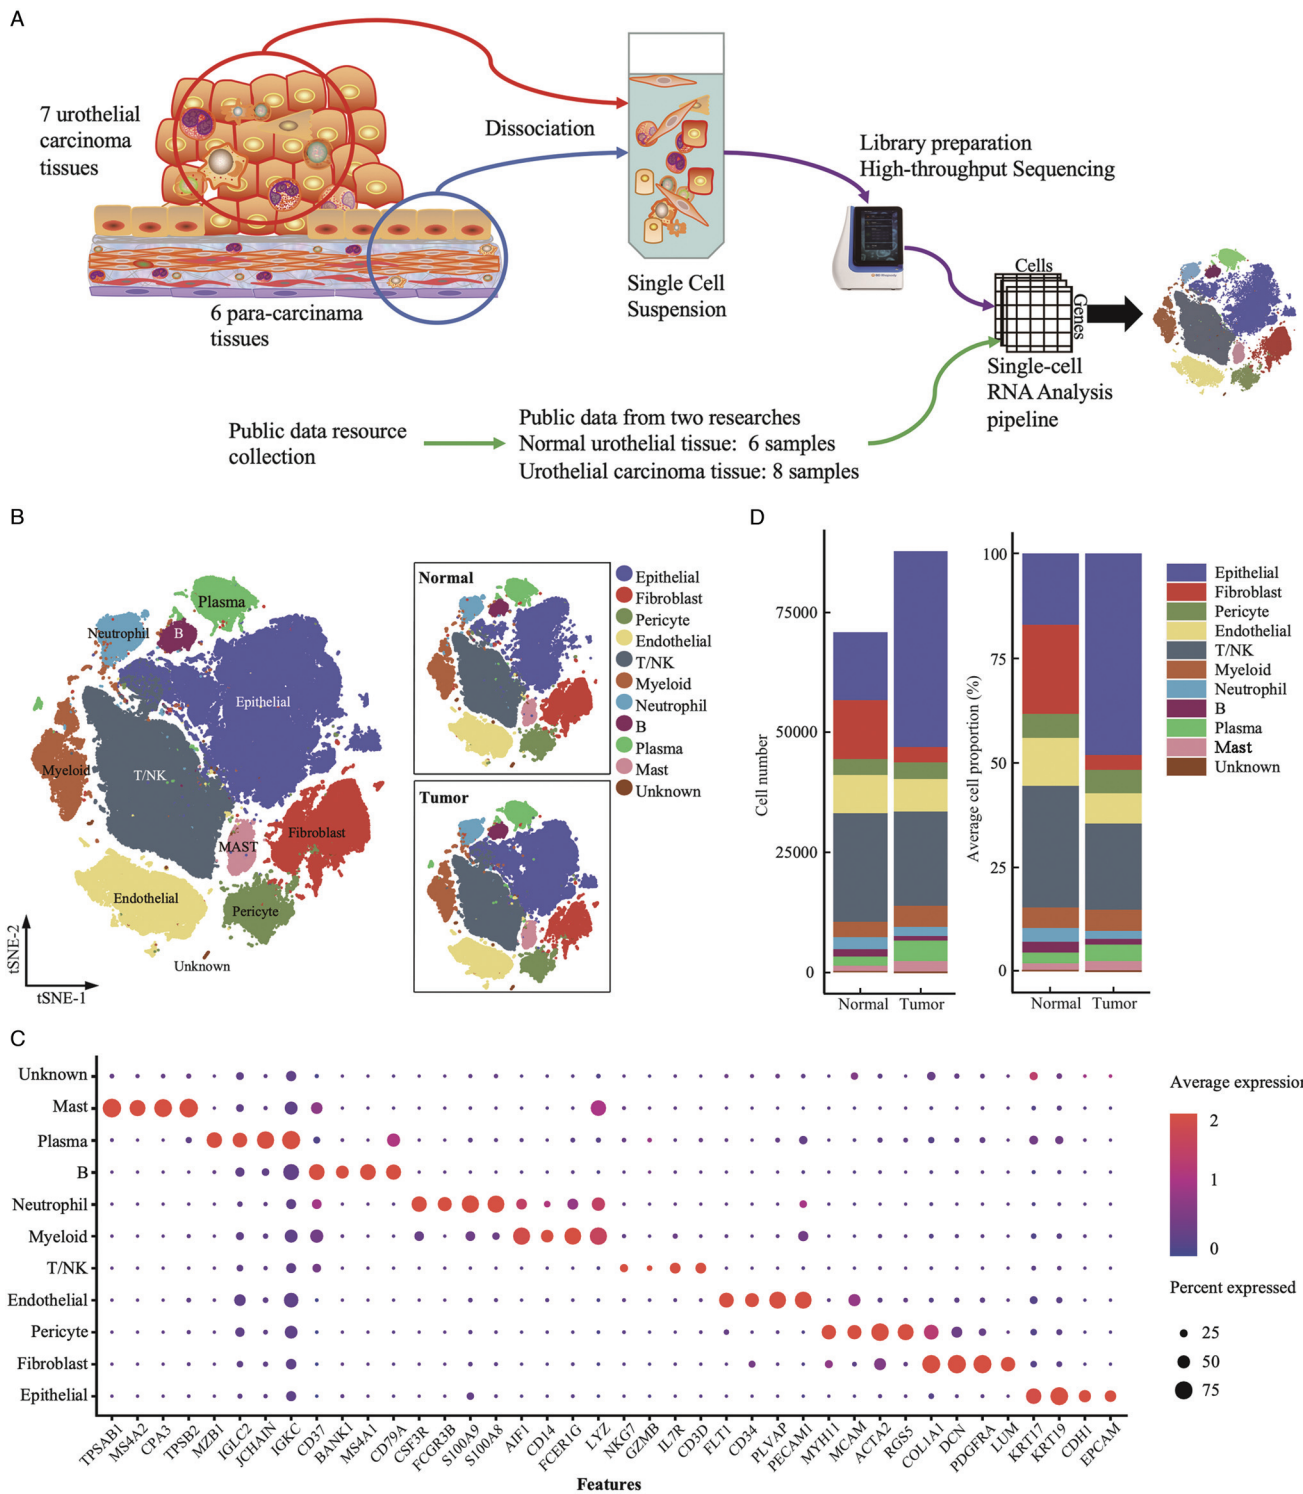 A
7 urothelial
carcinoma
tissues
Dissociation
6 para-carcinama
tissues
Single Cell
Suspension
Library preparation
High-throughput Sequencing
Cells
Genes
Single-cell
RNA Analysis
pipeline
Public data resource
collection
Public data from two researches
Normal urothelial tissue: 6 samples
Urothelial carcinoma tissue: 8 samples
B
Plasma
Neutrophil
B
Epithelial
Myeloid
T/NK
MAST
Fibroblast
Endothelial
Pericyte
Unknown
tSNE-2
tSNE-1
Normal
Tumor
Epithelial
Fibroblast
Pericyte
Endothelial
T/NK
Myeloid
Neutrophil
B
Plasma
Mast
Unknown
D
Cell number
75000
50000
25000
0
Normal
Tumor
Average cell proportion (%)
100
75
50
25
0
Normal
Tumor
Epithelial
Fibroblast
Pericyte
Endothelial
T/NK
Myeloid
Neutrophil
B
Plasma
Mast
Unknown
C
Unknown
Mast
Plasma
B
Neutrophil
Myeloid
T/NK
Endothelial
Pericyte
Fibroblast
Epithelial
TPSAB1
MS4A2
CPA3
TPSB2
MZB1
IGLC2
JCHAIN
IGKC
CD37
BANK1
MS4A1
CD79A
CSF3R
FCGR3B
S100A9
S100A8
AIF1
CD14
FCER1G
LYZ
NKG7
GZMB
IL7R
CD3D
FLT1
CD34
PLVAP
PECAM1
MYH11
MCAM
ACTA2
RGS5
COL1A1
DCN
PDGFRA
LUM
KRT17
KRT19
CDH1
EPCAM
Features
Average expression
2
1
0
Percent expressed
25
50
75